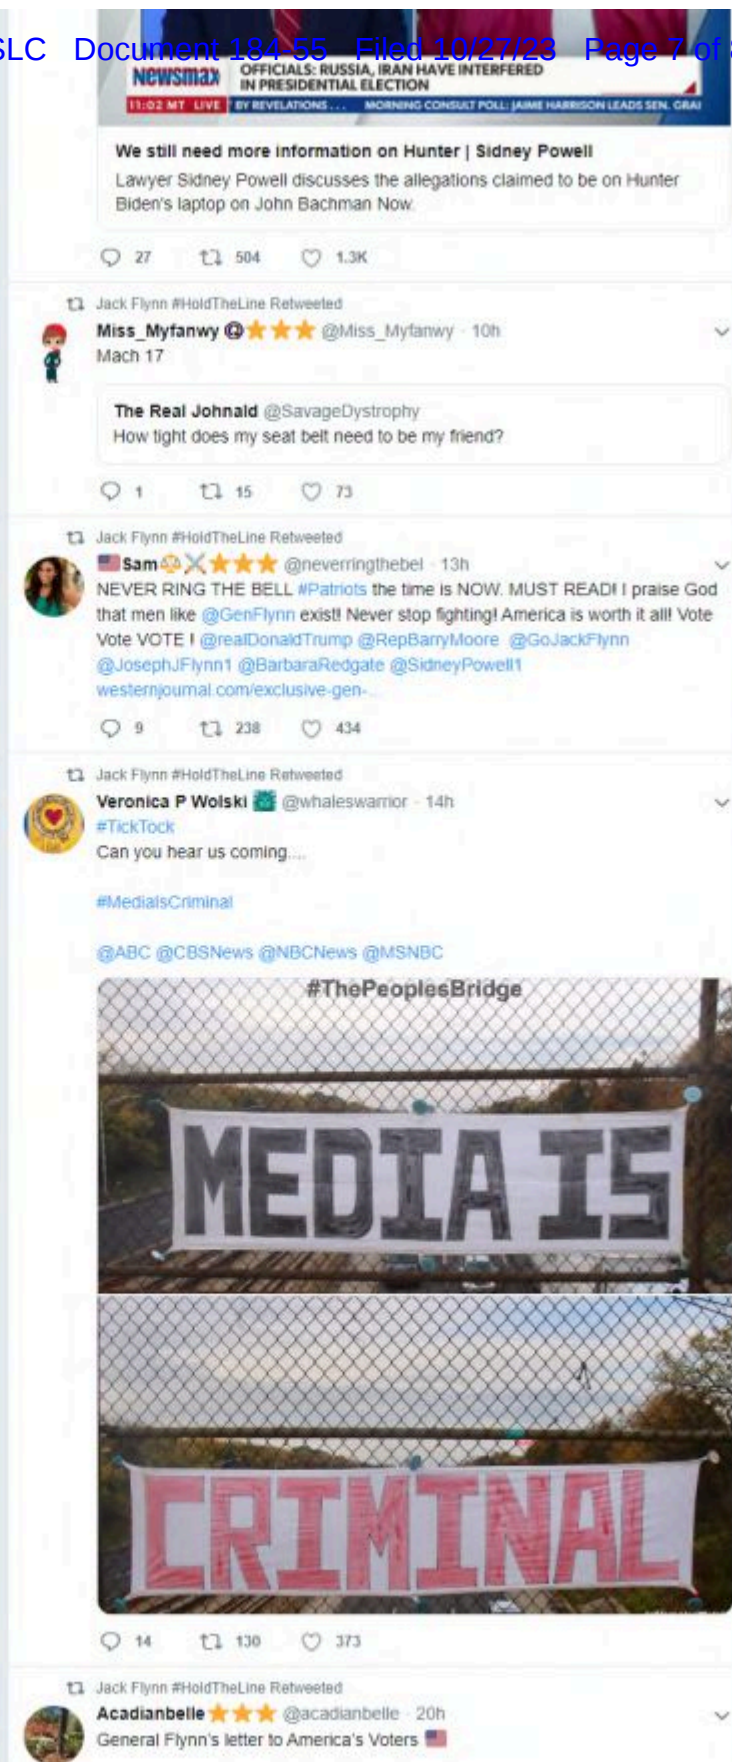 SLC Document 184-55 Filed 10/27/23 Page 7 of 8
Newsmax OFFICIALS: RUSSIA, IRAN HAVE INTERFERED
IN PRESIDENTIAL ELECTION
11:02 MT LIVE BY REVELATIONS . . . MORNING CONSULT POLL: JAIME HARRISON LEADS SEN. GRA
We still need more information on Hunter | Sidney Powell
Lawyer Sidney Powell discusses the allegations claimed to be on Hunter
Biden's laptop on John Bachman Now.
27 504 1.3K
Jack Flynn #HoldTheLine Retweeted
Miss_Myfanwy @Miss_Myfanwy · 10h
Mach 17
The Real Johnald @SavageDystrophy
How tight does my seat belt need to be my friend?
1 15 73
Jack Flynn #HoldTheLine Retweeted
Sam @neverringthebel · 13h
NEVER RING THE BELL #Patriots the time is NOW. MUST READ! I praise God
that men like @GenFlynn exist! Never stop fighting! America is worth it all! Vote
Vote VOTE ! @realDonaldTrump @RepBarryMoore @GoJackFlynn
@JosephJFlynn1 @BarbaraRedgate @SidneyPowell1
westernjournal.com/exclusive-gen-...
9 238 434
Jack Flynn #HoldTheLine Retweeted
Veronica P Wolski @whaleswarrior · 14h
#TickTock
Can you hear us coming....
#MediaIsCriminal
@ABC @CBSNews @NBCNews @MSNBC
#ThePeoplesBridge
MEDIA IS
CRIMINAL
14 130 373
Jack Flynn #HoldTheLine Retweeted
Acadianbelle @acadianbelle · 20h
General Flynn's letter to America's Voters